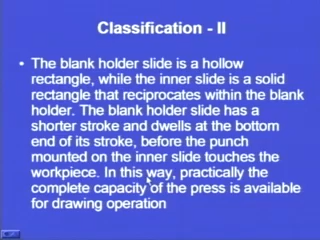 Classification - II
• The blank holder slide is a hollow
rectangle, while the inner slide is a solid
rectangle that reciprocates within the blank
holder. The blank holder slide has a
shorter stroke and dwells at the bottom
end of its stroke, before the punch
mounted on the inner slide touches the
workpiece. In this way, practically the
complete capacity of the press is available
for drawing operation